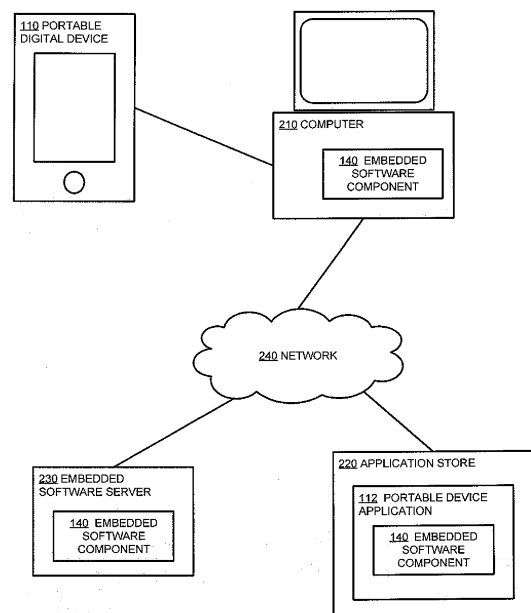 110 PORTABLE
DIGITAL DEVICE
210 COMPUTER
140 EMBEDDED
SOFTWARE
COMPONENT
240 NETWORK
230 EMBEDDED
SOFTWARE SERVER
140 EMBEDDED
SOFTWARE
COMPONENT
220 APPLICATION STORE
112 PORTABLE DEVICE
APPLICATION
140 EMBEDDED
SOFTWARE
COMPONENT